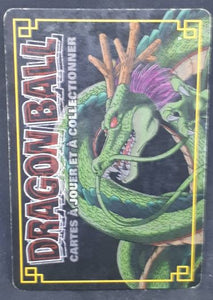 DRAGON BALL
CARTES À JOUER ET À COLLECTIONNER